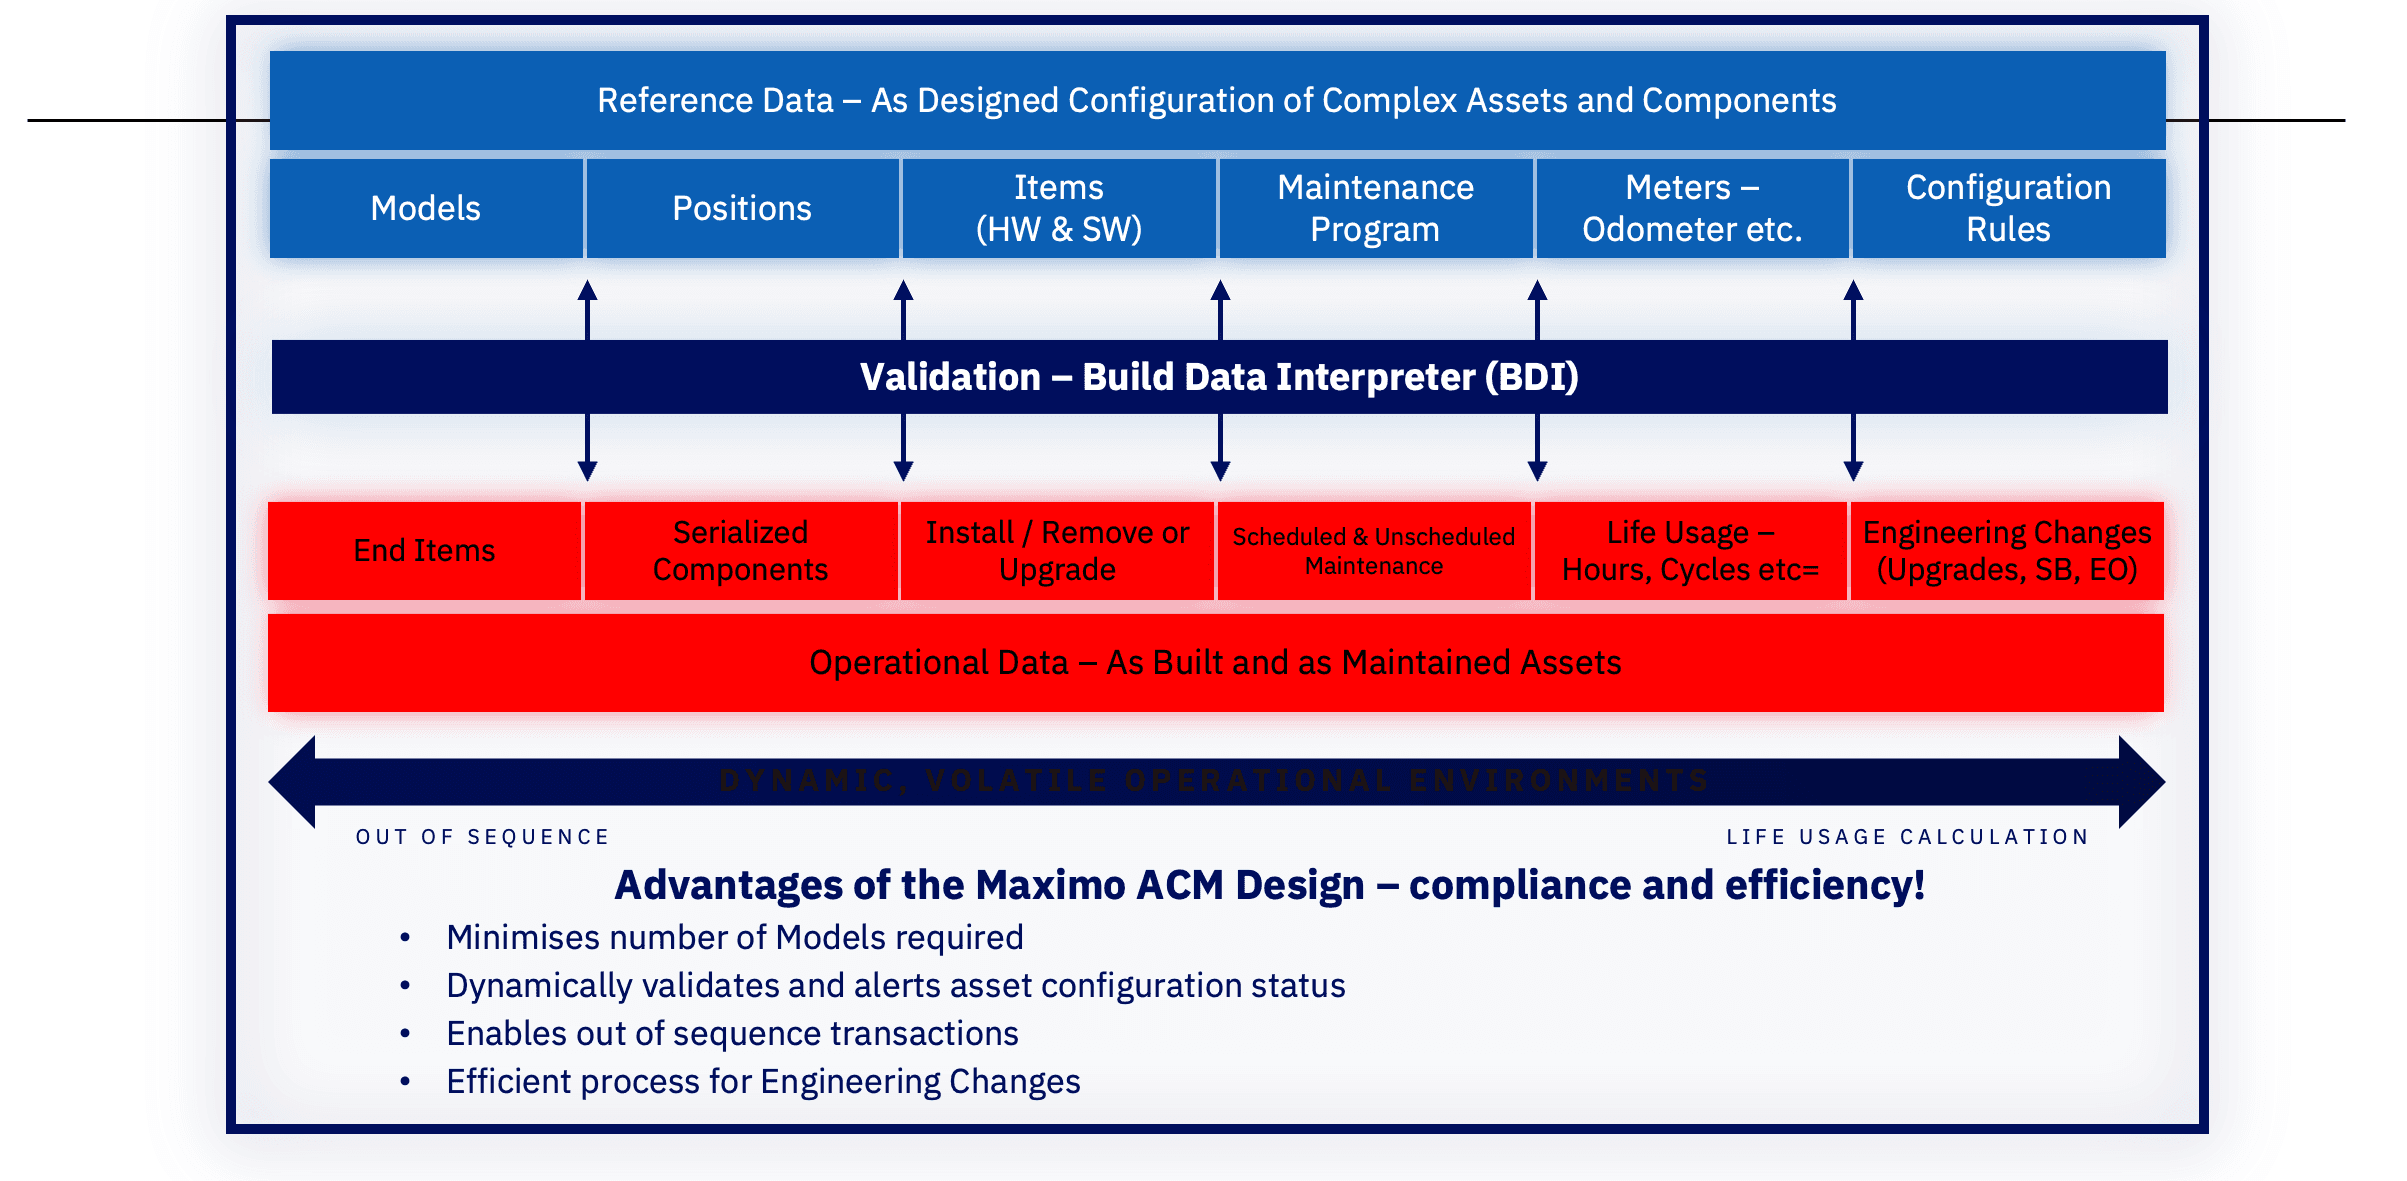 Reference Data – As Designed Configuration of Complex Assets and Components
Models
Positions
Items
(HW & SW)
Maintenance
Program
Meters –
Odometer etc.
Configuration
Rules
Validation – Build Data Interpreter (BDI)
End Items
Serialized
Components
Install / Remove or
Upgrade
Scheduled & Unscheduled
Maintenance
Life Usage –
Hours, Cycles etc=
Engineering Changes
(Upgrades, SB, EO)
Operational Data – As Built and as Maintained Assets
DYNAMIC, VOLATILE OPERATIONAL ENVIRONMENTS
OUT OF SEQUENCE
LIFE USAGE CALCULATION
Advantages of the Maximo ACM Design – compliance and efficiency!
• Minimises number of Models required
• Dynamically validates and alerts asset configuration status
• Enables out of sequence transactions
• Efficient process for Engineering Changes